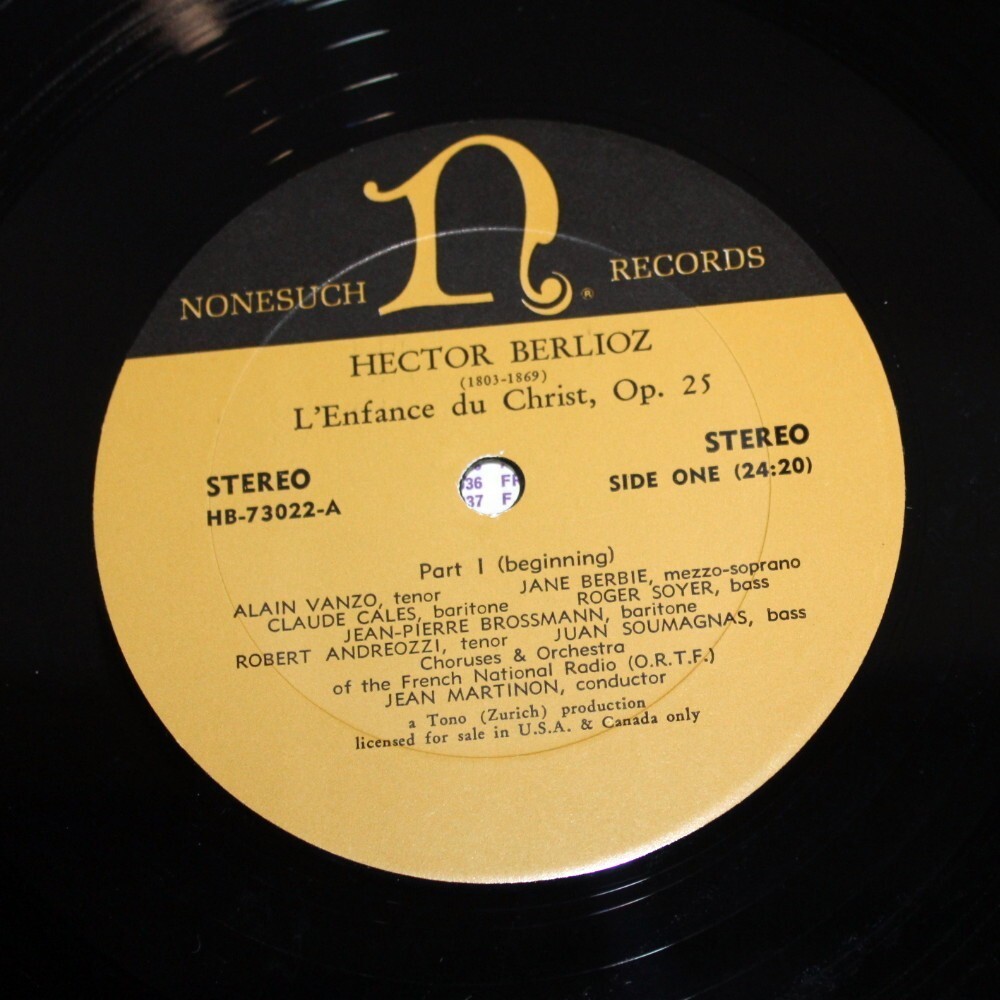 n
NONESUCH RECORDS ®
HECTOR BERLIOZ
(1803-1869)
L'Enfance du Christ, Op. 25
STEREO STEREO
HB-73022-A SIDE ONE (24:20)
36 F
37 F
Part I (beginning)
ALAIN VANZO, tenor JANE BERBIE, mezzo-soprano
CLAUDE CALES, baritone ROGER SOYER, bass
JEAN-PIERRE BROSSMANN, baritone
ROBERT ANDREOZZI, tenor JUAN SOUMAGNAS, bass
Choruses & Orchestra
of the French National Radio (O.R.T.F.)
JEAN MARTINON, conductor
a Tono (Zurich) production
licensed for sale in U.S.A. & Canada only